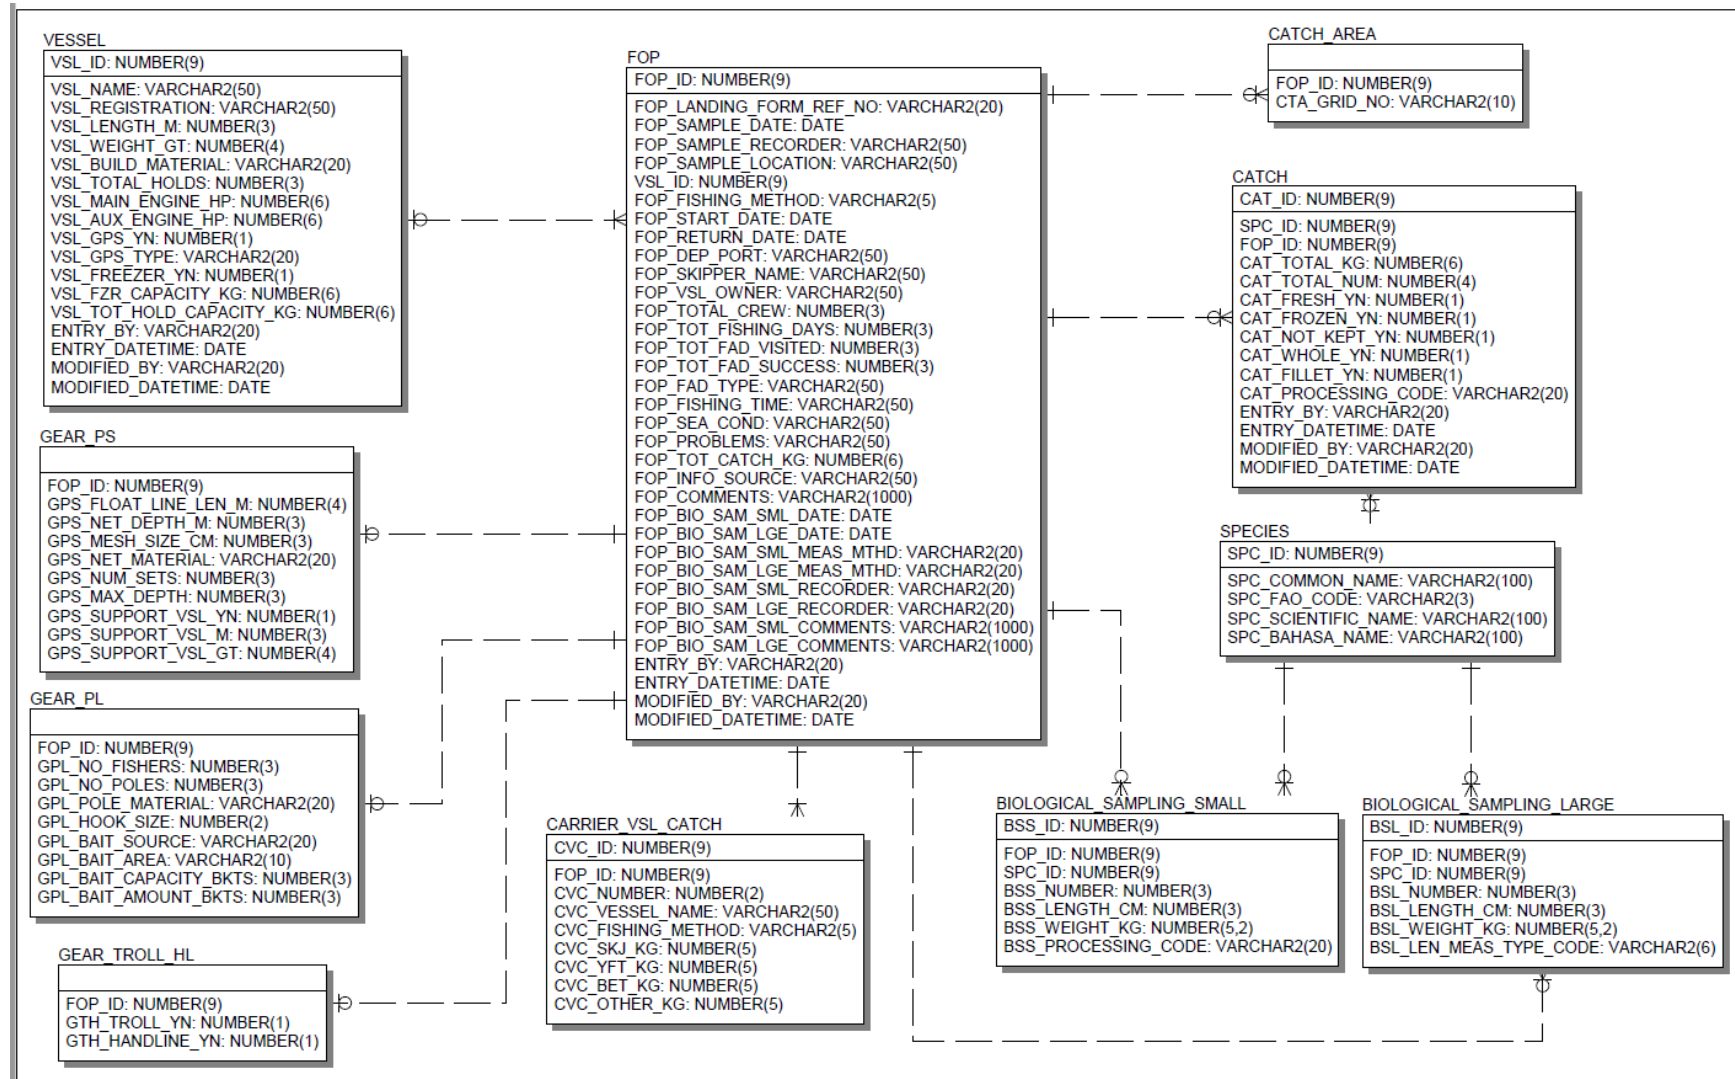 VESSEL
VSL_ID: NUMBER(9)
VSL_NAME: VARCHAR2(50)
VSL_REGISTRATION: VARCHAR2(50)
VSL_LENGTH_M: NUMBER(3)
VSL_WEIGHT_GT: NUMBER(4)
VSL_BUILD_MATERIAL: VARCHAR2(20)
VSL_TOTAL_HOLDS: NUMBER(3)
VSL_MAIN_ENGINE_HP: NUMBER(6)
VSL_AUX_ENGINE_HP: NUMBER(6)
VSL_GPS_YN: NUMBER(1)
VSL_GPS_TYPE: VARCHAR2(20)
VSL_FREEZER_YN: NUMBER(1)
VSL_FZR_CAPACITY_KG: NUMBER(6)
VSL_TOT_HOLD_CAPACITY_KG: NUMBER(6)
ENTRY_BY: VARCHAR2(20)
ENTRY_DATETIME: DATE
MODIFIED_BY: VARCHAR2(20)
MODIFIED_DATETIME: DATE
GEAR_PS
FOP_ID: NUMBER(9)
GPS_FLOAT_LINE_LEN_M: NUMBER(4)
GPS_NET_DEPTH_M: NUMBER(3)
GPS_MESH_SIZE_CM: NUMBER(3)
GPS_NET_MATERIAL: VARCHAR2(20)
GPS_NUM_SETS: NUMBER(3)
GPS_MAX_DEPTH: NUMBER(3)
GPS_SUPPORT_VSL_YN: NUMBER(1)
GPS_SUPPORT_VSL_M: NUMBER(3)
GPS_SUPPORT_VSL_GT: NUMBER(4)
GEAR_PL
FOP_ID: NUMBER(9)
GPL_NO_FISHERS: NUMBER(3)
GPL_NO_POLES: NUMBER(3)
GPL_POLE_MATERIAL: VARCHAR2(20)
GPL_HOOK_SIZE: NUMBER(2)
GPL_BAIT_SOURCE: VARCHAR2(20)
GPL_BAIT_AREA: VARCHAR2(10)
GPL_BAIT_CAPACITY_BKTS: NUMBER(3)
GPL_BAIT_AMOUNT_BKTS: NUMBER(3)
GEAR_TROLL_HL
FOP_ID: NUMBER(9)
GTH_TROLL_YN: NUMBER(1)
GTH_HANDLINE_YN: NUMBER(1)
FOP
FOP_ID: NUMBER(9)
FOP_LANDING_FORM_REF_NO: VARCHAR2(20)
FOP_SAMPLE_DATE: DATE
FOP_SAMPLE_RECORDER: VARCHAR2(50)
FOP_SAMPLE_LOCATION: VARCHAR2(50)
VSL_ID: NUMBER(9)
FOP_FISHING_METHOD: VARCHAR2(5)
FOP_START_DATE: DATE
FOP_RETURN_DATE: DATE
FOP_DEP_PORT: VARCHAR2(50)
FOP_SKIPPER_NAME: VARCHAR2(50)
FOP_VSL_OWNER: VARCHAR2(50)
FOP_TOTAL_CREW: NUMBER(3)
FOP_TOT_FISHING_DAYS: NUMBER(3)
FOP_TOT_FAD_VISITED: NUMBER(3)
FOP_TOT_FAD_SUCCESS: NUMBER(3)
FOP_FAD_TYPE: VARCHAR2(50)
FOP_FISHING_TIME: VARCHAR2(50)
FOP_SEA_COND: VARCHAR2(50)
FOP_PROBLEMS: VARCHAR2(50)
FOP_TOT_CATCH_KG: NUMBER(6)
FOP_INFO_SOURCE: VARCHAR2(50)
FOP_COMMENTS: VARCHAR2(1000)
FOP_BIO_SAM_SML_DATE: DATE
FOP_BIO_SAM_LGE_DATE: DATE
FOP_BIO_SAM_SML_MEAS_MTHD: VARCHAR2(20)
FOP_BIO_SAM_LGE_MEAS_MTHD: VARCHAR2(20)
FOP_BIO_SAM_SML_RECORDER: VARCHAR2(20)
FOP_BIO_SAM_LGE_RECORDER: VARCHAR2(20)
FOP_BIO_SAM_SML_COMMENTS: VARCHAR2(1000)
FOP_BIO_SAM_LGE_COMMENTS: VARCHAR2(1000)
ENTRY_BY: VARCHAR2(20)
ENTRY_DATETIME: DATE
MODIFIED_BY: VARCHAR2(20)
MODIFIED_DATETIME: DATE
CARRIER_VSL_CATCH
CVC_ID: NUMBER(9)
FOP_ID: NUMBER(9)
CVC_NUMBER: NUMBER(2)
CVC_VESSEL_NAME: VARCHAR2(50)
CVC_FISHING_METHOD: VARCHAR2(5)
CVC_SKJ_KG: NUMBER(5)
CVC_YFT_KG: NUMBER(5)
CVC_BET_KG: NUMBER(5)
CVC_OTHER_KG: NUMBER(5)
CATCH_AREA
FOP_ID: NUMBER(9)
CTA_GRID_NO: VARCHAR2(10)
CATCH
CAT_ID: NUMBER(9)
SPC_ID: NUMBER(9)
FOP_ID: NUMBER(9)
CAT_TOTAL_KG: NUMBER(6)
CAT_TOTAL_NUM: NUMBER(4)
CAT_FRESH_YN: NUMBER(1)
CAT_FROZEN_YN: NUMBER(1)
CAT_NOT_KEPT_YN: NUMBER(1)
CAT_WHOLE_YN: NUMBER(1)
CAT_FILLET_YN: NUMBER(1)
CAT_PROCESSING_CODE: VARCHAR2(20)
ENTRY_BY: VARCHAR2(20)
ENTRY_DATETIME: DATE
MODIFIED_BY: VARCHAR2(20)
MODIFIED_DATETIME: DATE
SPECIES
SPC_ID: NUMBER(9)
SPC_COMMON_NAME: VARCHAR2(100)
SPC_FAO_CODE: VARCHAR2(3)
SPC_SCIENTIFIC_NAME: VARCHAR2(100)
SPC_BAHASA_NAME: VARCHAR2(100)
BIOLOGICAL_SAMPLING_SMALL
BSS_ID: NUMBER(9)
FOP_ID: NUMBER(9)
SPC_ID: NUMBER(9)
BSS_NUMBER: NUMBER(3)
BSS_LENGTH_CM: NUMBER(3)
BSS_WEIGHT_KG: NUMBER(5,2)
BSS_PROCESSING_CODE: VARCHAR2(20)
BIOLOGICAL_SAMPLING_LARGE
BSL_ID: NUMBER(9)
FOP_ID: NUMBER(9)
SPC_ID: NUMBER(9)
BSL_NUMBER: NUMBER(3)
BSL_LENGTH_CM: NUMBER(3)
BSL_WEIGHT_KG: NUMBER(5,2)
BSL_LEN_MEAS_TYPE_CODE: VARCHAR2(6)